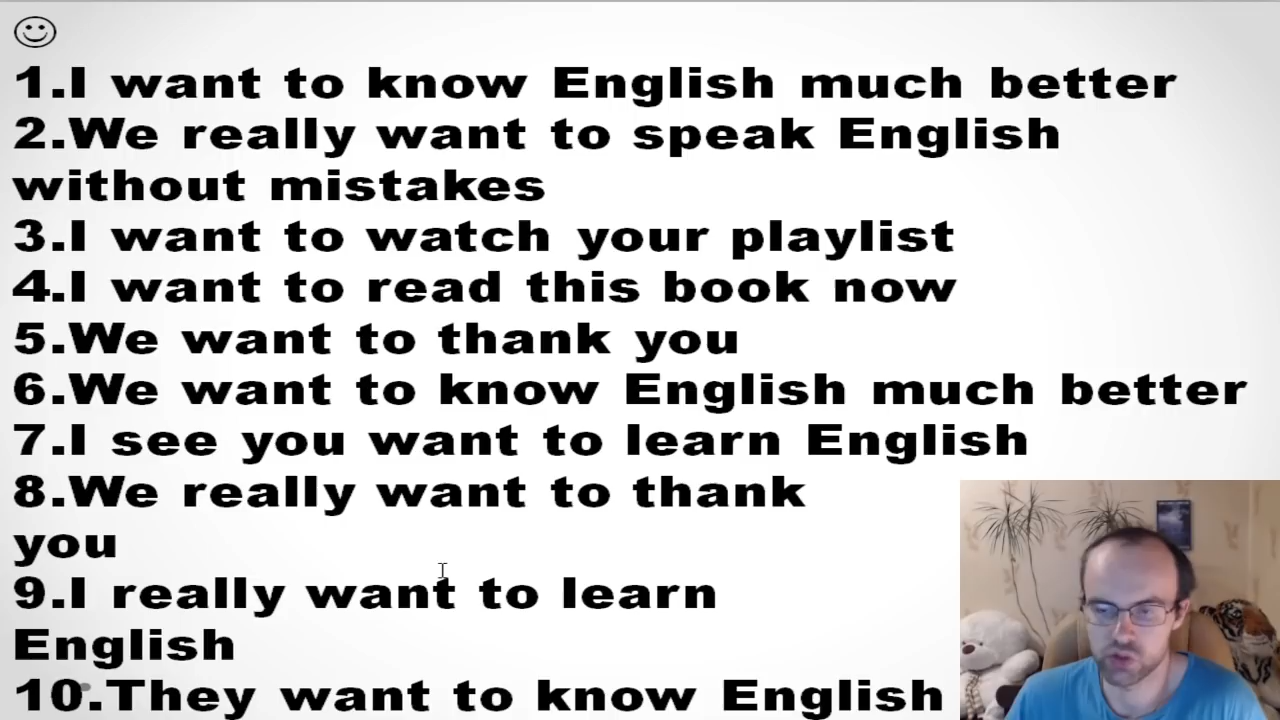 1.I want to know English much better
2.We really want to speak English
without mistakes
3.I want to watch your playlist
4.I want to read this book now
5.We want to thank you
6.We want to know English much better
7.I see you want to learn English
8.We really want to thank
you
9.I really want to learn
English
10.They want to know English